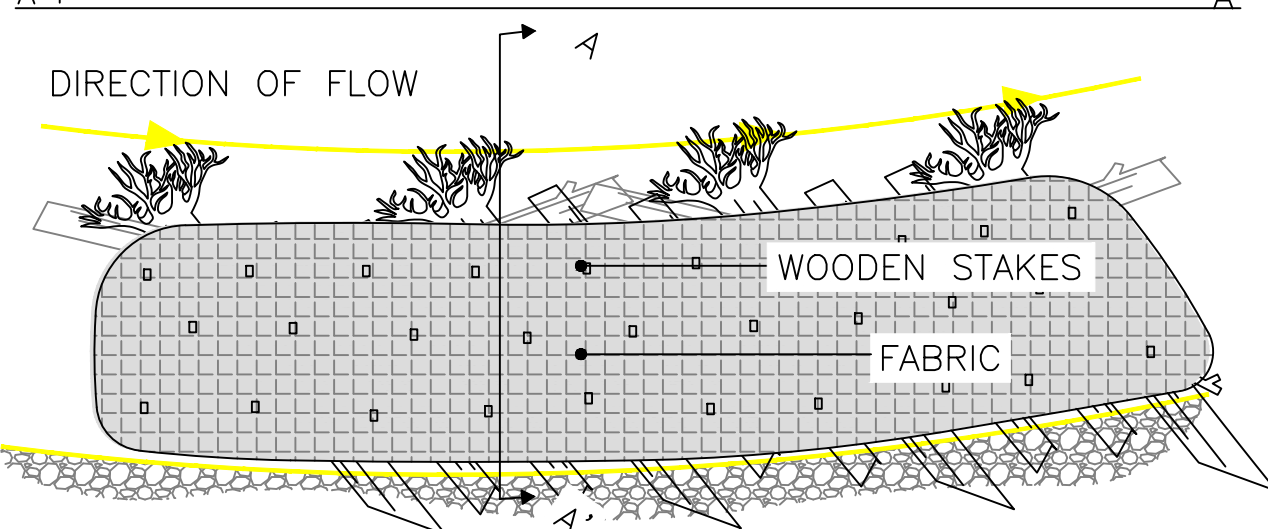 A
DIRECTION OF FLOW
WOODEN STAKES
FABRIC
A'